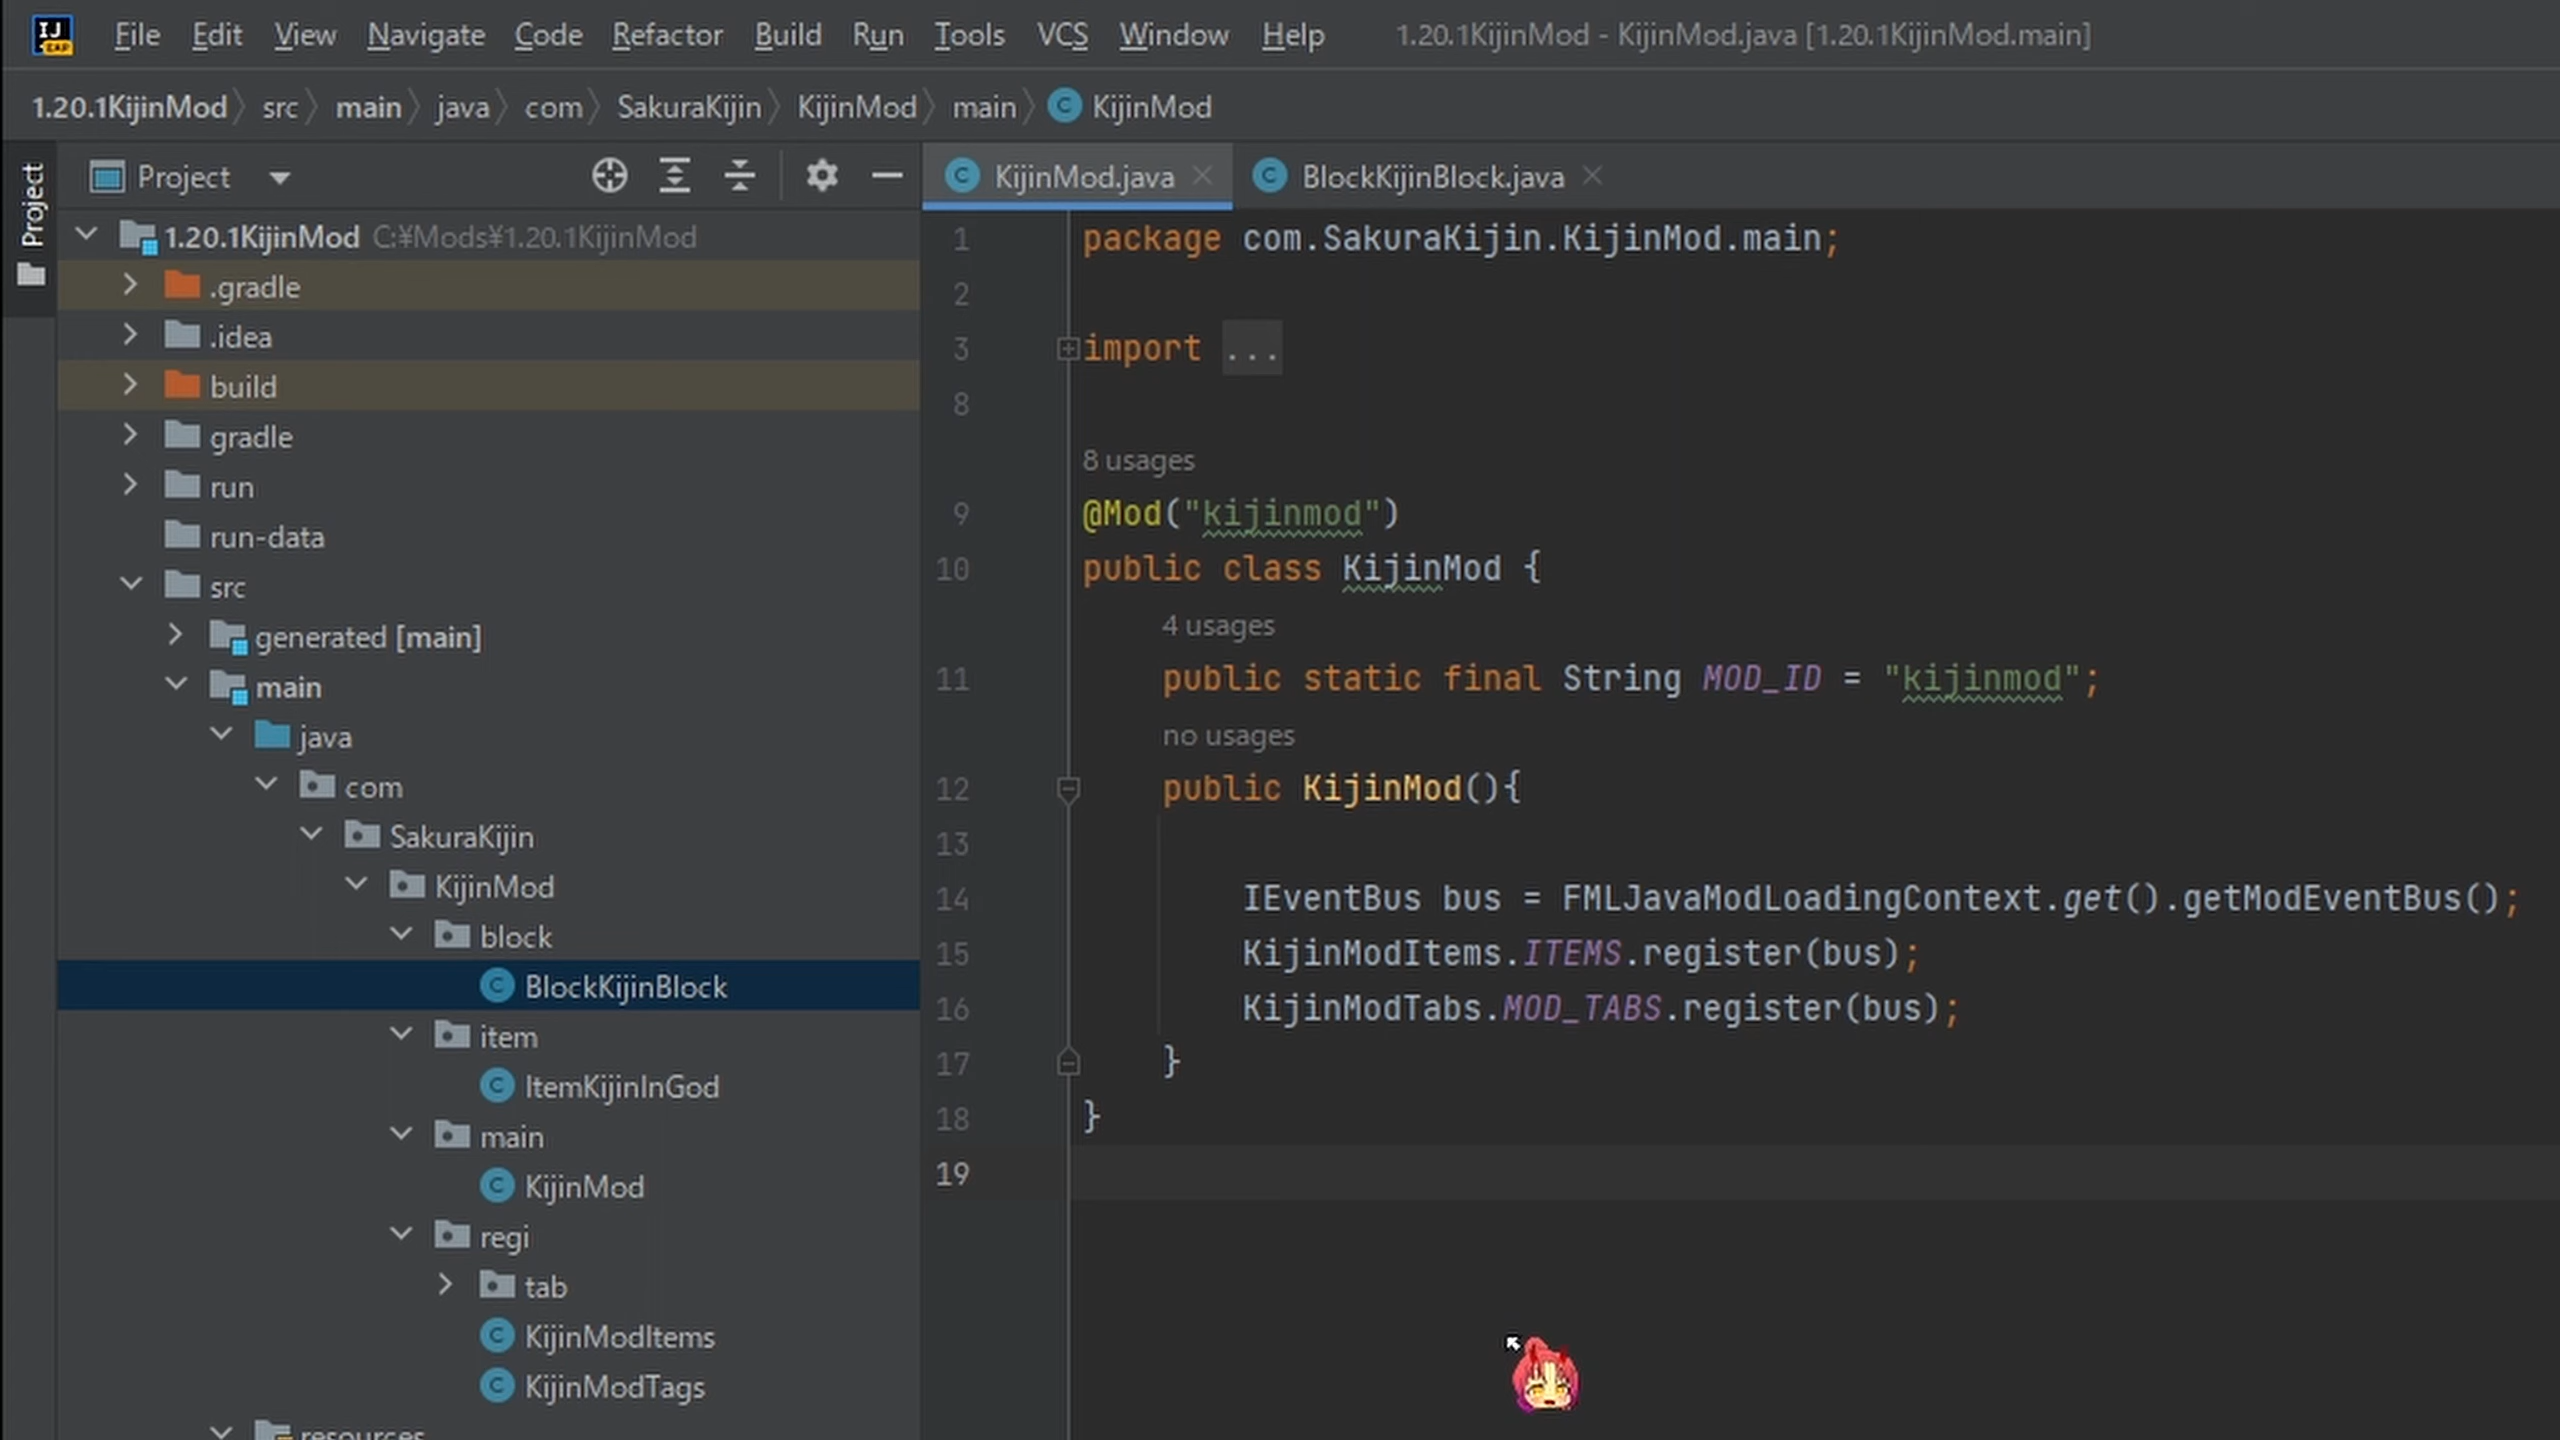 IJ
EAP
File Edit View Navigate Code Refactor Build Run Tools VCS Window Help 1.20.1KijinMod - KijinMod.java [1.20.1KijinMod.main]
1.20.1KijinMod src main java com SakuraKijin KijinMod main KijinMod
Project
Project
1.20.1KijinMod C:¥Mods¥1.20.1KijinMod
.gradle
.idea
build
gradle
run
run-data
src
generated [main]
main
java
com
SakuraKijin
KijinMod
block
BlockKijinBlock
item
ItemKijinInGod
main
KijinMod
regi
tab
KijinModItems
KijinModTags
resources
KijinMod.java BlockKijinBlock.java
1 package com.SakuraKijin.KijinMod.main;
2
3 import ...
8
8 usages
9 @Mod("kijinmod")
10 public class KijinMod {
4 usages
11 public static final String MOD_ID = "kijinmod";
no usages
12 public KijinMod(){
13
14 IEventBus bus = FMLJavaModLoadingContext.get().getModEventBus();
15 KijinModItems.ITEMS.register(bus);
16 KijinModTabs.MOD_TABS.register(bus);
17 }
18 }
19